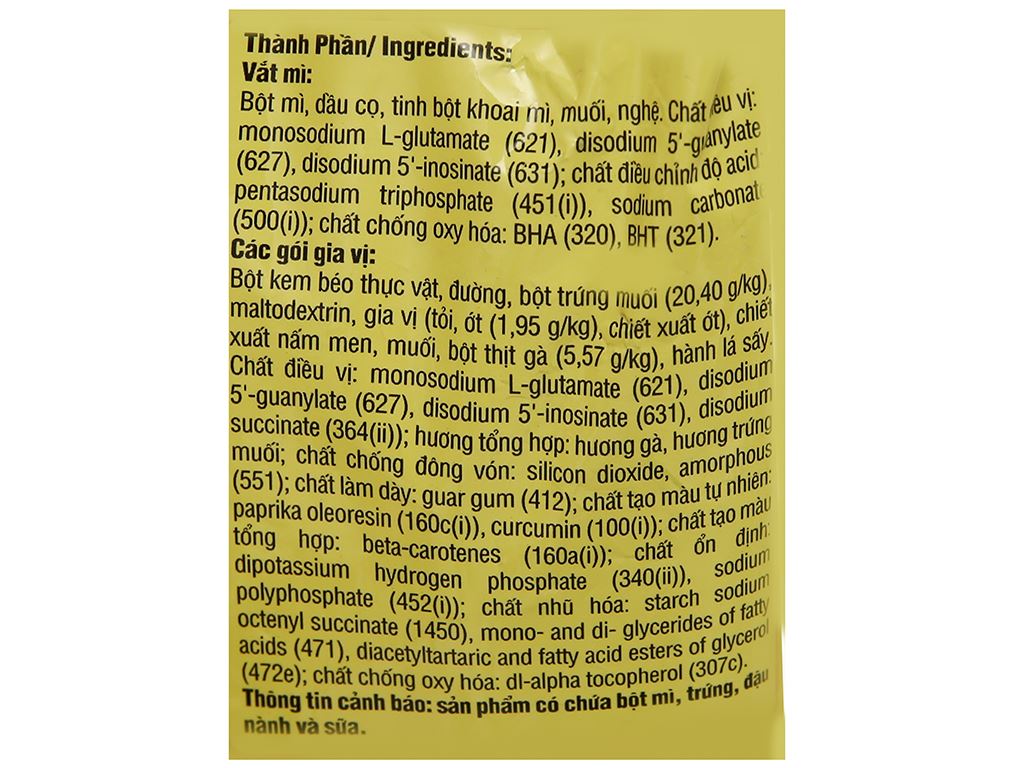 Thành Phần/ Ingredients:
Vắt mì:
Bột mì, dầu cọ, tinh bột khoai mì, muối, nghệ. Chất điều vị:
monosodium L-glutamate (621), disodium 5'-guanylate
(627), disodium 5'-inosinate (631); chất điều chỉnh độ acid
pentasodium triphosphate (451(i)), sodium carbonate
(500(i)); chất chống oxy hóa: BHA (320), BHT (321).
Các gói gia vị:
Bột kem béo thực vật, đường, bột trứng muối (20,40 g/kg),
maltodextrin, gia vị (tỏi, ớt (1,95 g/kg), chiết xuất ớt), chiết
xuất nấm men, muối, bột thịt gà (5,57 g/kg), hành lá sấy.
Chất điều vị: monosodium L-glutamate (621), disodium
5'-guanylate (627), disodium 5'-inosinate (631), disodium
succinate (364(ii)); hương tổng hợp: hương gà, hương trứng
muối; chất chống đông vón: silicon dioxide, amorphous
(551); chất làm dày: guar gum (412); chất tạo màu tự nhiên:
paprika oleoresin (160c(i)), curcumin (100(i)); chất tạo màu
tổng hợp: beta-carotenes (160a(i)); chất ổn định:
dipotassium hydrogen phosphate (340(ii)), sodium
polyphosphate (452(i)); chất nhũ hóa: starch sodium
octenyl succinate (1450), mono- and di- glycerides of fatty
acids (471), diacetyltartaric and fatty acid esters of glycerol
(472e); chất chống oxy hóa: dl-alpha tocopherol (307c).
Thông tin cảnh báo: sản phẩm có chứa bột mì, trứng, đậu
nành và sữa.